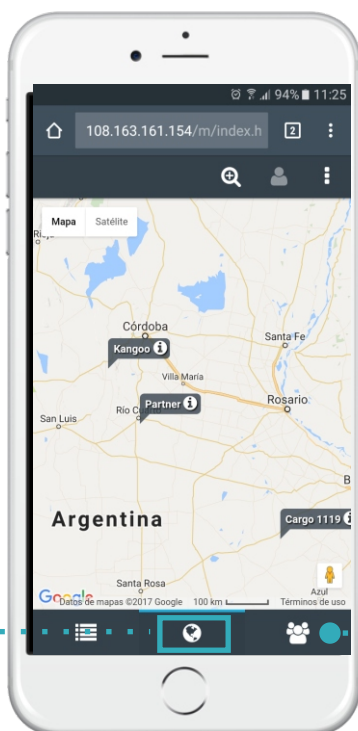 94% 11:25
108.163.161.154/m/index.h 2
Mapa Satélite
Córdoba
Santa Fe
Kangoo
Villa María
Partner
Rosario
San Luis
Argentina
Cargo 1119
Santa Rosa
Azul
Google
Datos de mapas ©2017 Google 100 km Términos de uso